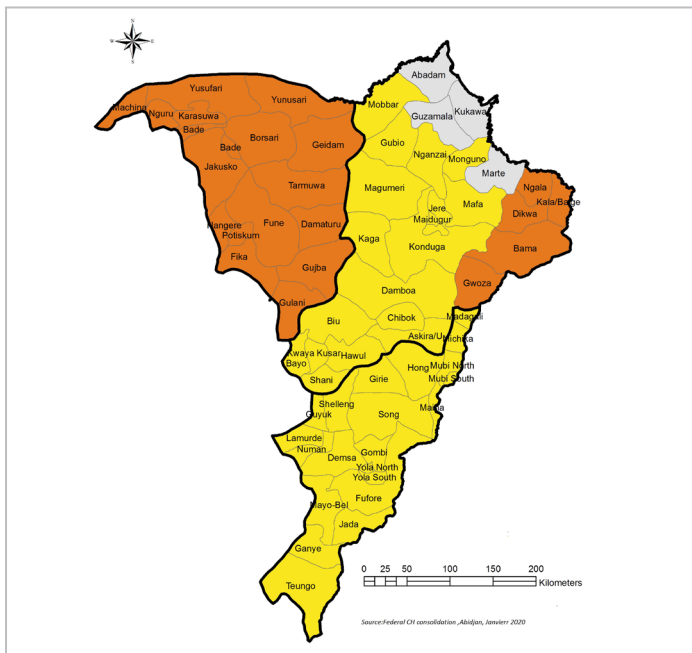 N
W E
S
Abadam
Yusufari
Mobbar
Yunusari
Machina
Kukawa
Nguru
Karasuwa
Guzamala
Bade
Borsari
Gubio
Geidam
Bade
Nganzai
Monguno
Jakusko
Marte
Tarmuwa
Magumeri
Ngala
Mafa
Kala/Balge
Jere
Dikwa
Maidugur
Nangere
Fune
Damaturu
Potiskum
Kaga
Konduga
Bama
Fika
Gujba
Gwoza
Damboa
Gulani
Biu
Chibok
Madagali
Askira/U
Michika
Kwaya Kusar
Hawul
Bayo
Hong
Mubi North
Shani
Girie
Mubi South
Shelleng
Guyuk
Song
Maiha
Lamurde
Numan
Gombi
Demsa
Yola North
Yola South
Fufore
Mayo-Bel
Jada
Ganye
Teungo
0 25 50 100 150 200
Kilometers
Source:Federal CH consolidation ,Abidjan, Janvierr 2020